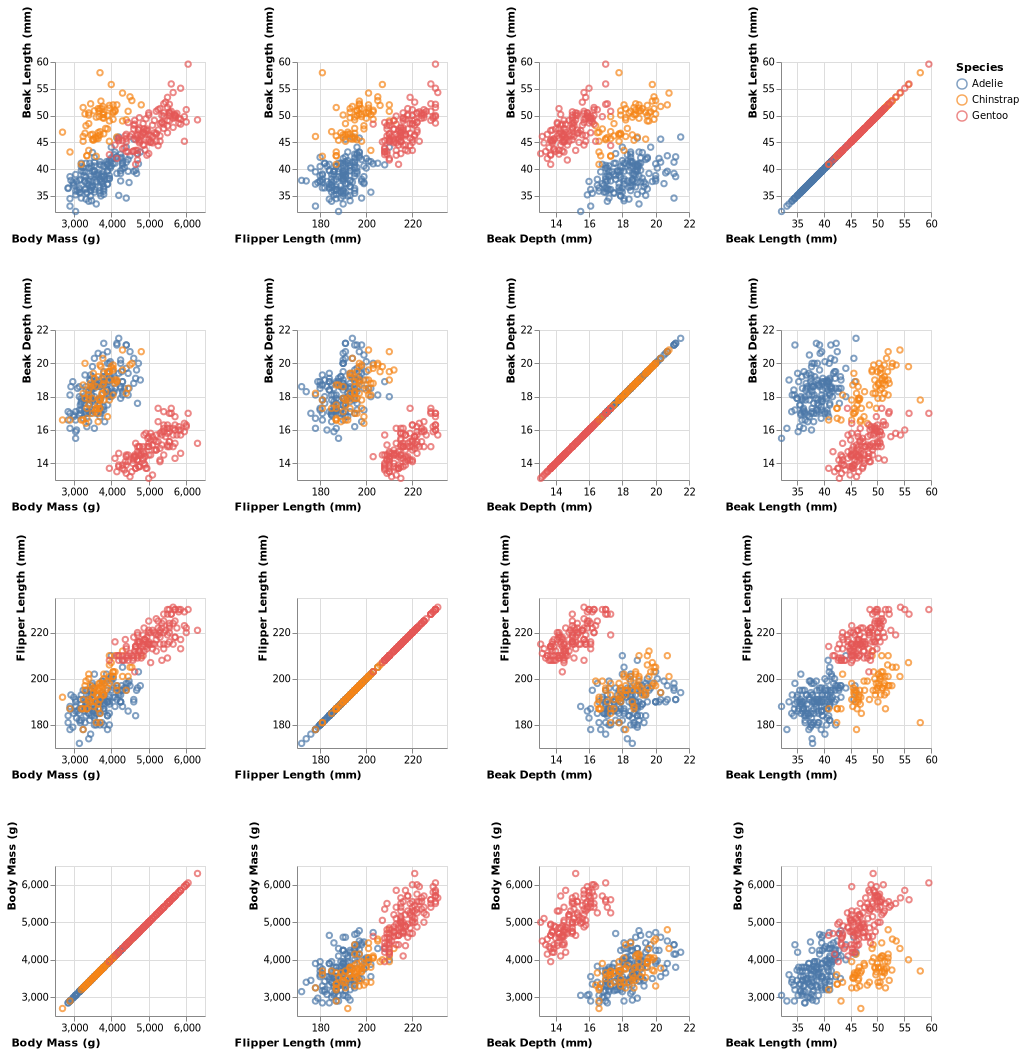 Beak Length (mm)
60
55
50
45
40
35
3,000 4,000 5,000 6,000
Body Mass (g)
Beak Length (mm)
60
55
50
45
40
35
180 200 220
Flipper Length (mm)
Beak Length (mm)
60
55
50
45
40
35
14 16 18 20 22
Beak Depth (mm)
Beak Length (mm)
60
55
50
45
40
35
35 40 45 50 55 60
Beak Length (mm)
Species
Adelie
Chinstrap
Gentoo
Beak Depth (mm)
22
20
18
16
14
3,000 4,000 5,000 6,000
Body Mass (g)
Beak Depth (mm)
22
20
18
16
14
180 200 220
Flipper Length (mm)
Beak Depth (mm)
22
20
18
16
14
14 16 18 20 22
Beak Depth (mm)
Beak Depth (mm)
22
20
18
16
14
35 40 45 50 55 60
Beak Length (mm)
Flipper Length (mm)
220
200
180
3,000 4,000 5,000 6,000
Body Mass (g)
Flipper Length (mm)
220
200
180
180 200 220
Flipper Length (mm)
Flipper Length (mm)
220
200
180
14 16 18 20 22
Beak Depth (mm)
Flipper Length (mm)
220
200
180
35 40 45 50 55 60
Beak Length (mm)
Body Mass (g)
6,000
5,000
4,000
3,000
3,000 4,000 5,000 6,000
Body Mass (g)
Body Mass (g)
6,000
5,000
4,000
3,000
180 200 220
Flipper Length (mm)
Body Mass (g)
6,000
5,000
4,000
3,000
14 16 18 20 22
Beak Depth (mm)
Body Mass (g)
6,000
5,000
4,000
3,000
35 40 45 50 55 60
Beak Length (mm)